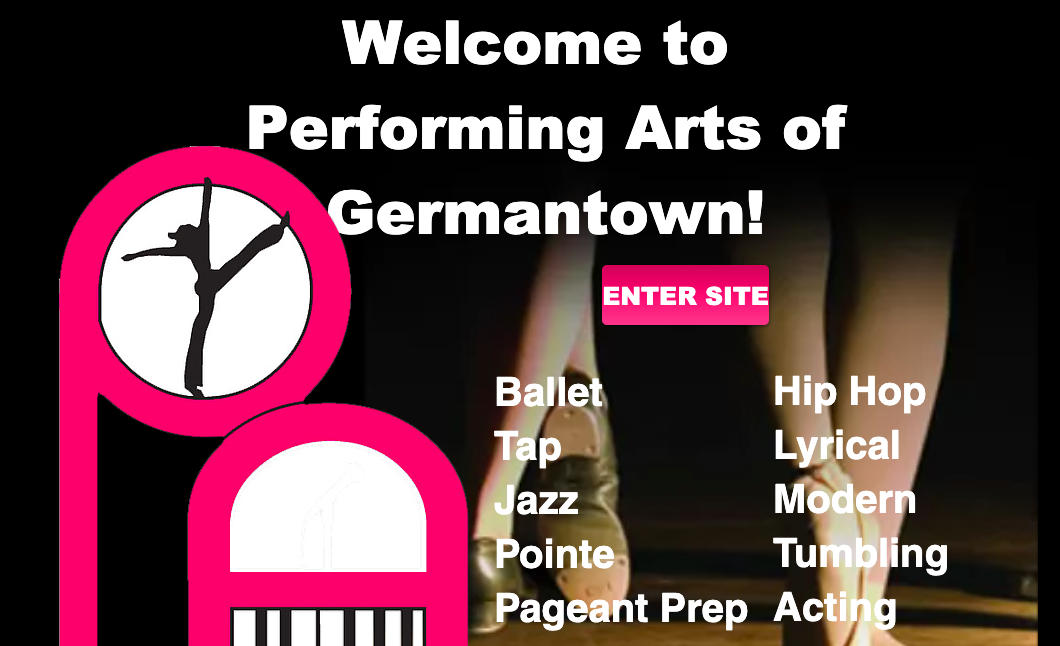 Welcome to
Performing Arts of
Germantown!
ENTER SITE
Ballet
Tap
Jazz
Pointe
Pageant Prep
Hip Hop
Lyrical
Modern
Tumbling
Acting